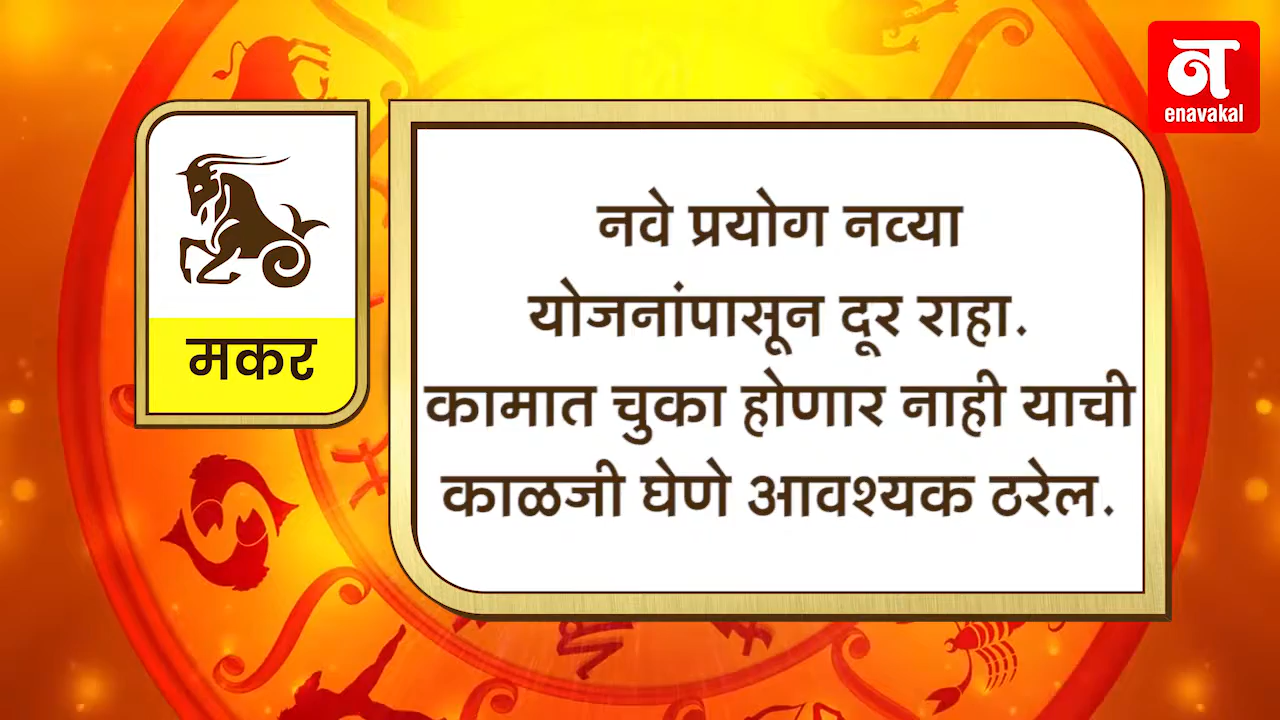 न
enavakal
मकर
नवे प्रयोग नव्या
योजनांपासून दूर राहा.
कामात चुका होणार नाही याची
काळजी घेणे आवश्यक ठरेल.